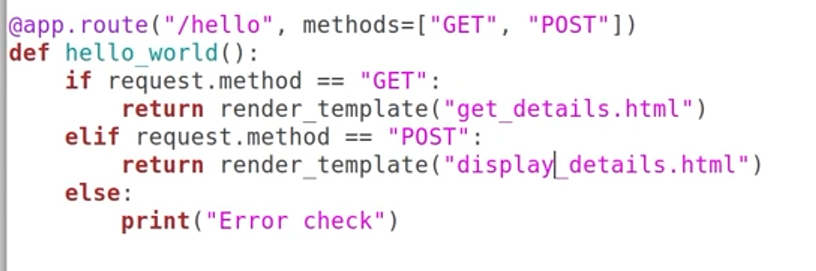 @app.route("/hello", methods=["GET", "POST"])
def hello_world():
    if request.method == "GET":
        return render_template("get_details.html")
    elif request.method == "POST":
        return render_template("display_details.html")
    else:
        print("Error check")